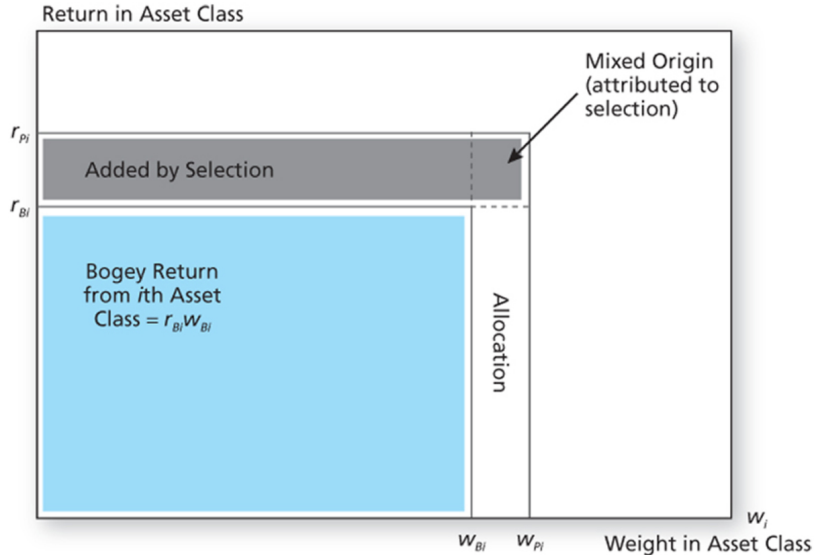 Return in Asset Class
Mixed Origin
(attributed to
selection)
r_Pi
Added by Selection
r_Bi
Bogey Return
from ith Asset
Class = r_Bi w_Bi
Allocation
w_i
w_Bi w_Pi Weight in Asset Class